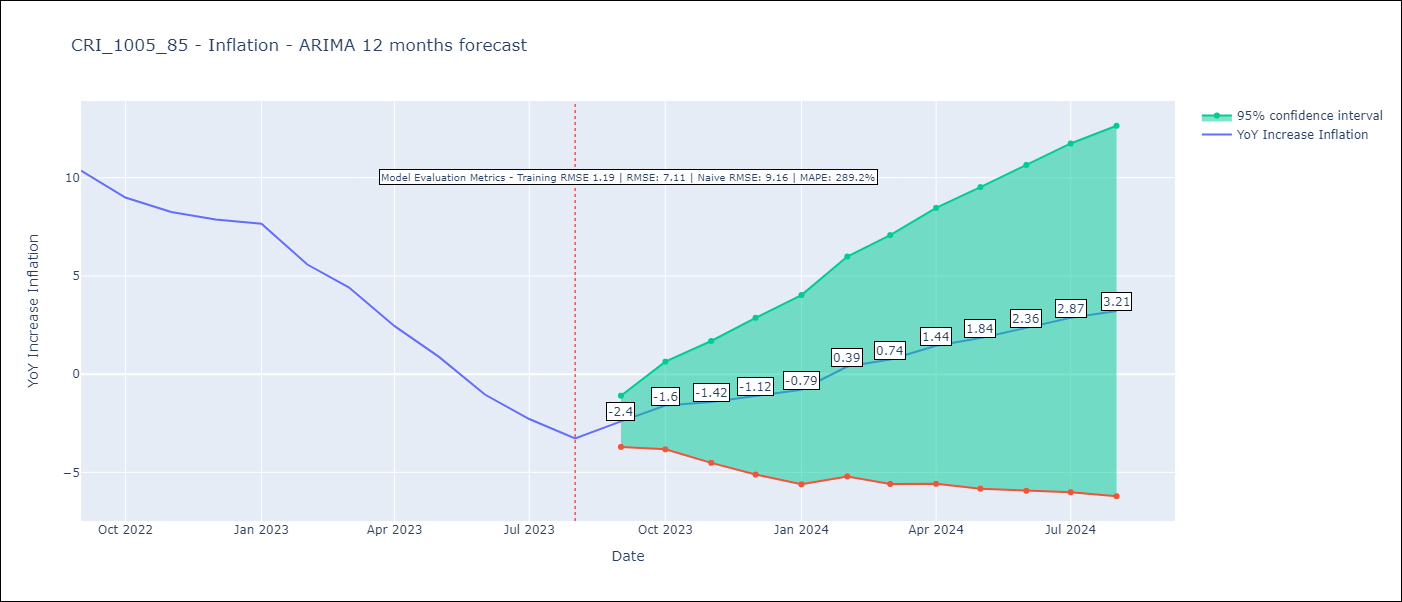 CRI_1005_85 - Inflation - ARIMA 12 months forecast
95% confidence interval
YoY Increase Inflation
Model Evaluation Metrics - Training RMSE 1.19 | RMSE: 7.11 | Naive RMSE: 9.16 | MAPE: 289.2%
YoY Increase Inflation
10
5
0
−5
-2.4
-1.6
-1.42
-1.12
-0.79
0.39
0.74
1.44
1.84
2.36
2.87
3.21
Oct 2022
Jan 2023
Apr 2023
Jul 2023
Oct 2023
Jan 2024
Apr 2024
Jul 2024
Date